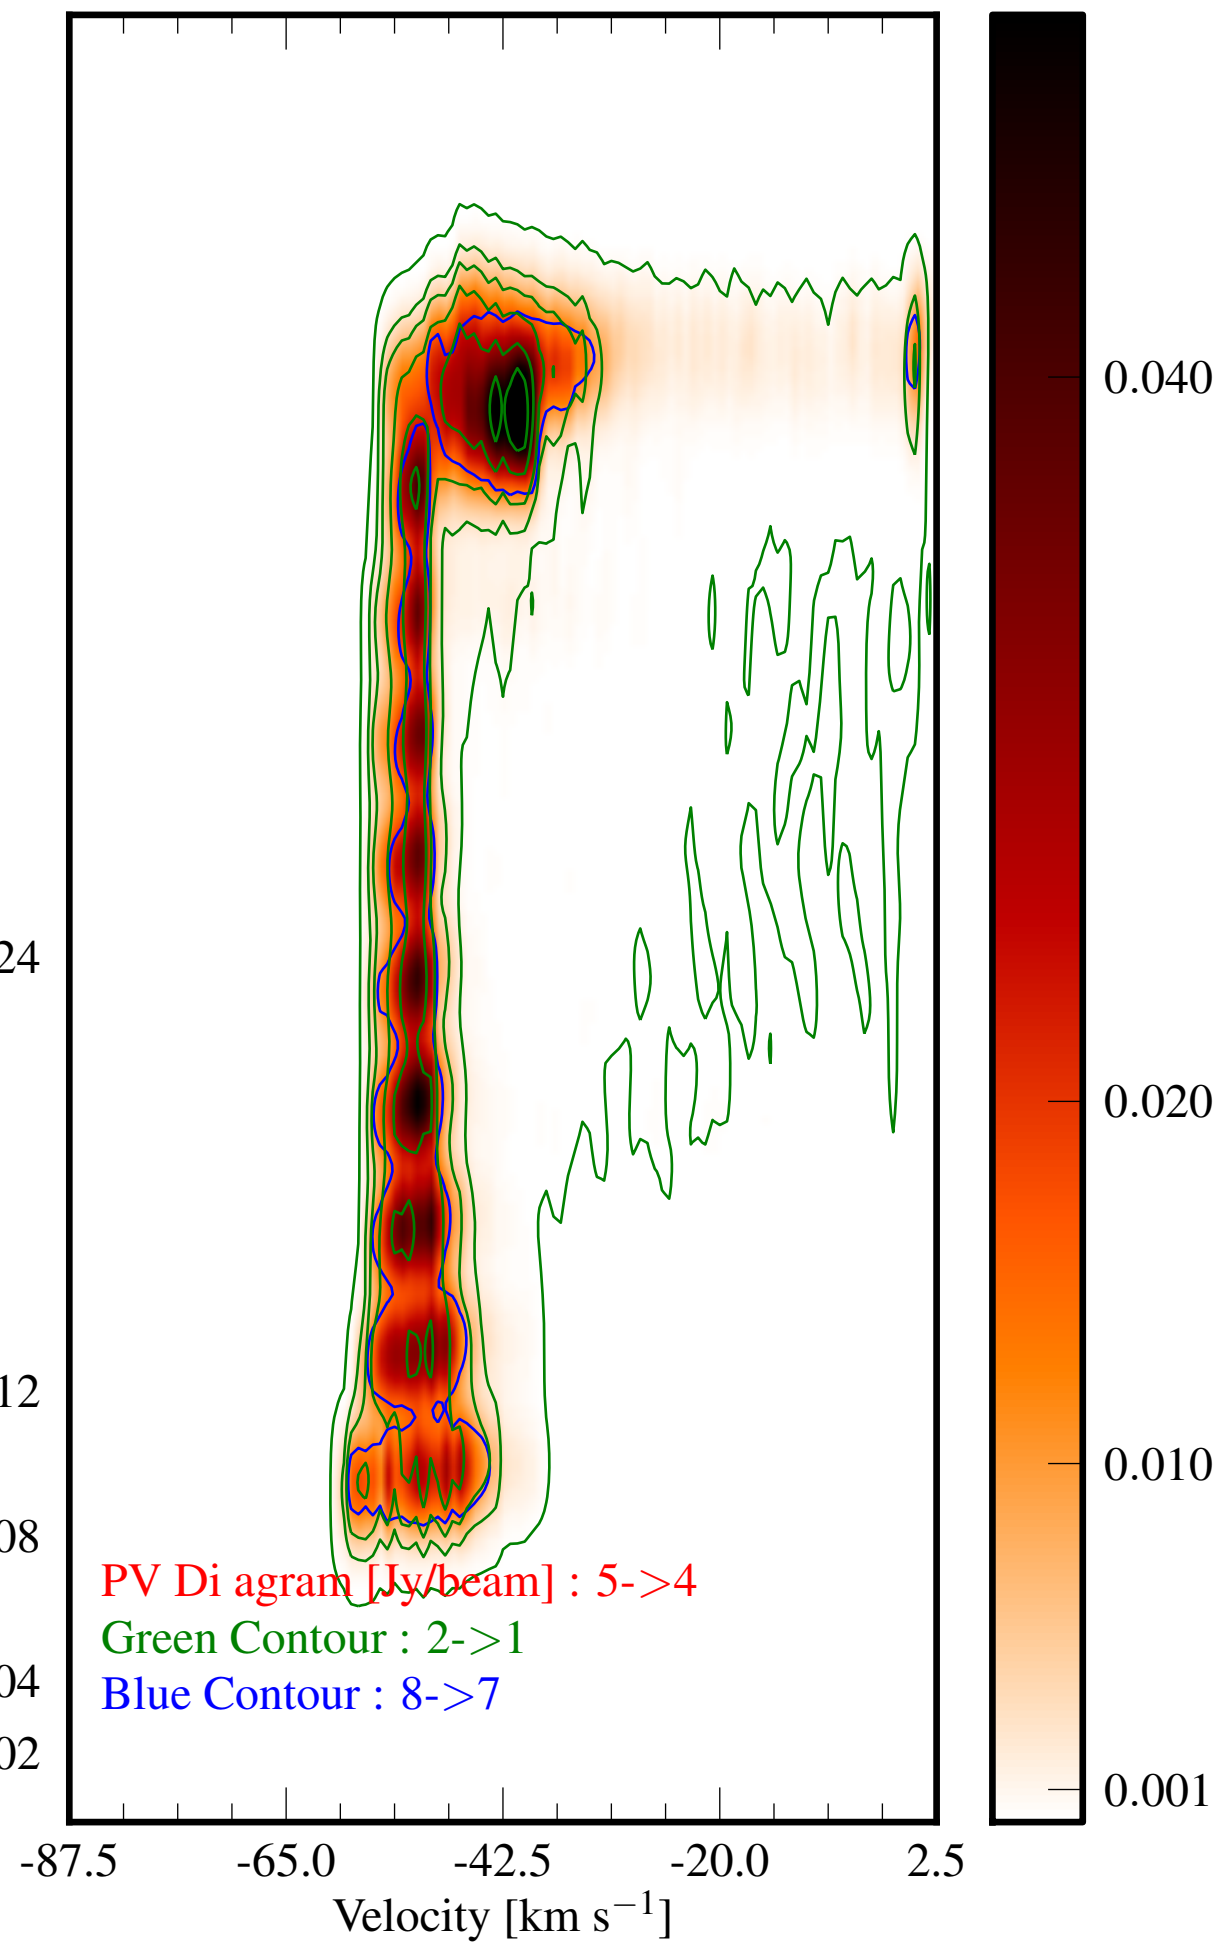 0.040
24
0.020
12
0.010
08
PV Di agram [Jy/beam] : 5->4
Green Contour : 2->1
04
Blue Contour : 8->7
02
0.001
-87.5 -65.0 -42.5 -20.0 2.5
Velocity [km s⁻¹]